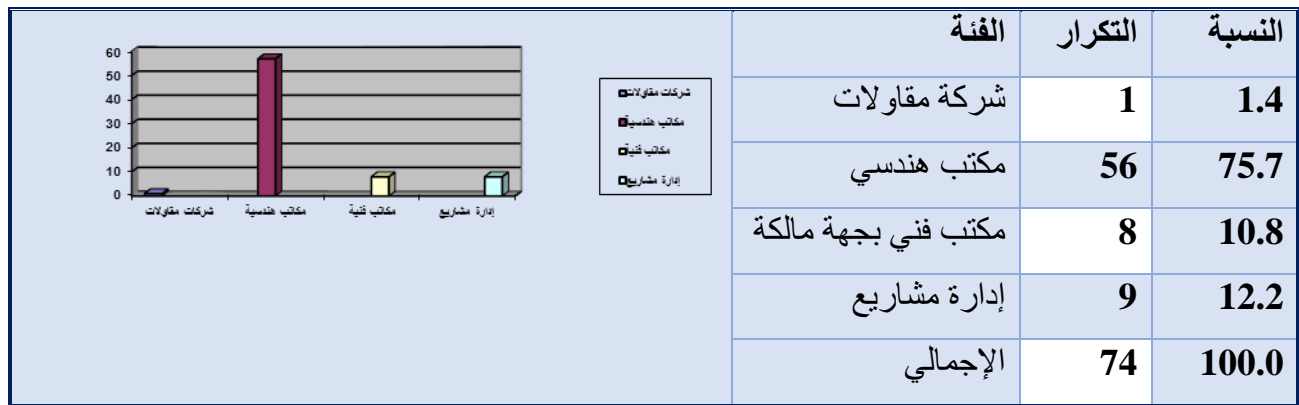 الفئة التكرار النسبة
شركة مقاولات 1 1.4
مكتب هندسي 56 75.7
مكتب فني بجهة مالكة 8 10.8
إدارة مشاريع 9 12.2
الإجمالي 74 100.0
60
50
40
30
20
10
0
شركات مقاولات مكاتب هندسية مكاتب فنية إدارة مشاريع
شركات مقاولات
مكاتب هندسية
مكاتب فنية
إدارة مشاريع